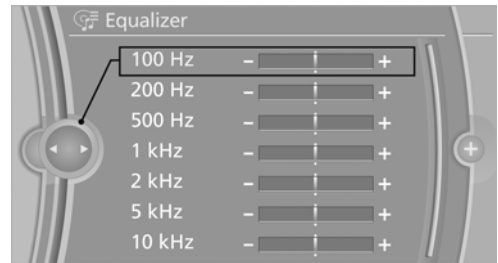 Equalizer
100 Hz - +
200 Hz - +
500 Hz - +
1 kHz - +
2 kHz - +
5 kHz - +
10 kHz - +
+